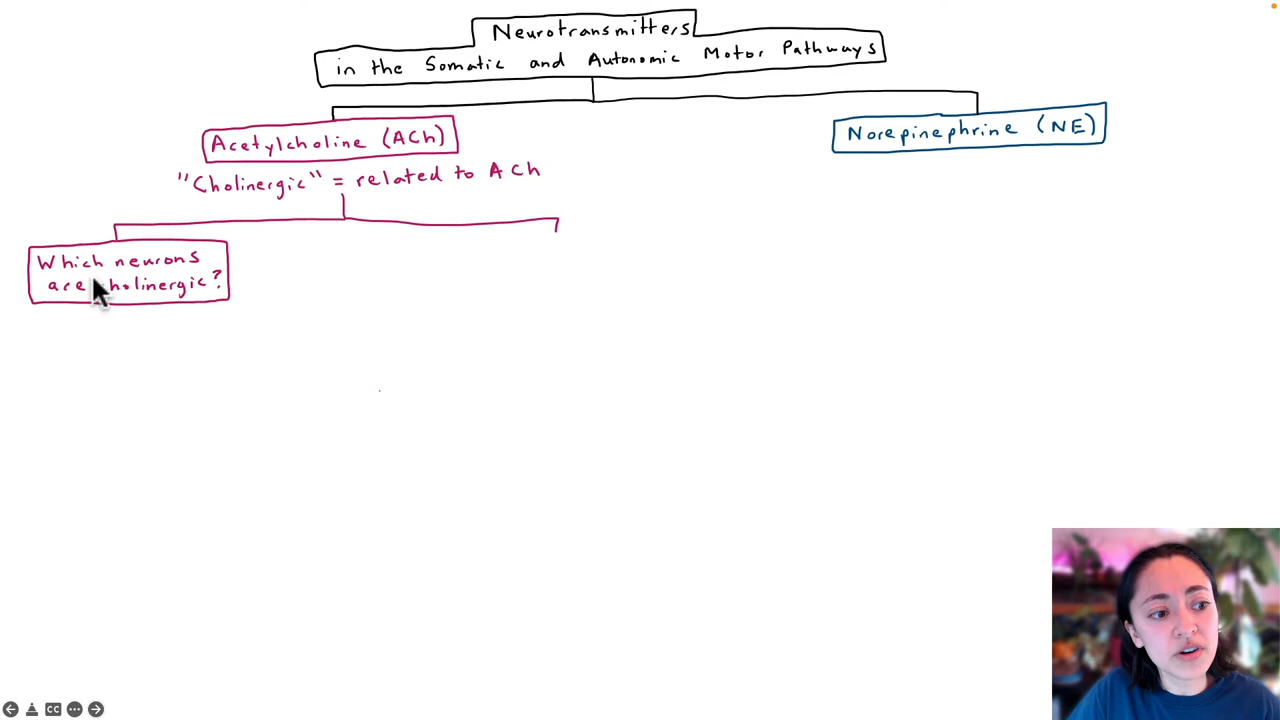 Neurotransmitters
in the Somatic and Autonomic Motor Pathways
Acetylcholine (ACh)
Norepinephrine (NE)
"Cholinergic" = related to ACh
Which neurons
are cholinergic?
CC